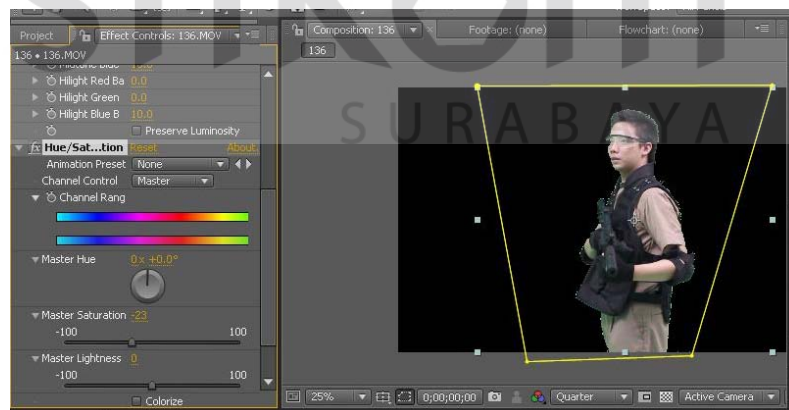 Project
Effect Controls: 136.MOV
136 • 136.MOV
Hilight Red Ba 0.0
Hilight Green 0.0
Hilight Blue B 10.0
Preserve Luminosity
fx Hue/Sat...tion Reset About.
Animation Preset None
Channel Control Master
Channel Rang
Master Hue 0x +0.0°
Master Saturation -23
-100 100
Master Lightness 0
-100 100
Colorize
Composition: 136
Footage: (none)
Flowchart: (none)
136
SURABAYA
25% 0;00;00;00 Quarter Active Camera